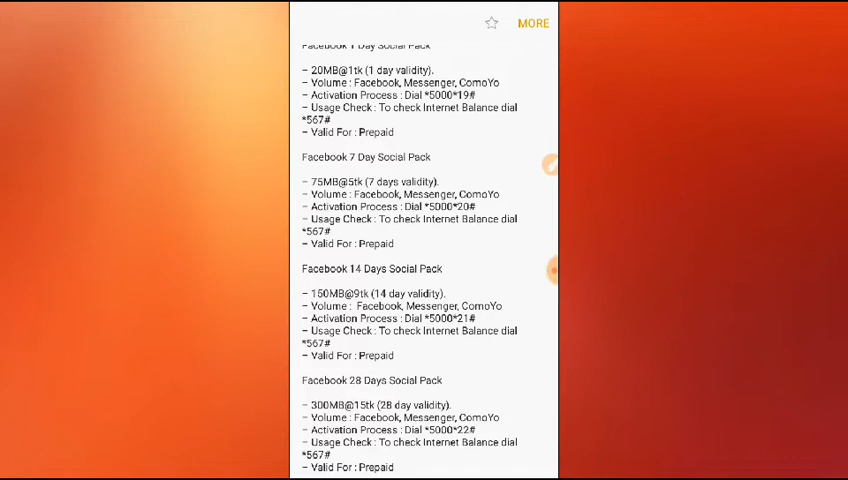 MORE
Facebook 1 Day Social Pack
– 20MB@1tk (1 day validity).
– Volume : Facebook, Messenger, ComoYo
– Activation Process : Dial *5000*19#
– Usage Check : To check Internet Balance dial
*567#
– Valid For : Prepaid
Facebook 7 Day Social Pack
– 75MB@5tk (7 days validity).
– Volume : Facebook, Messenger, ComoYo
– Activation Process : Dial *5000*20#
– Usage Check : To check Internet Balance dial
*567#
– Valid For : Prepaid
Facebook 14 Days Social Pack
– 150MB@9tk (14 day validity).
– Volume :  Facebook, Messenger, ComoYo
– Activation Process : Dial *5000*21#
– Usage Check : To check Internet Balance dial
*567#
– Valid For : Prepaid
Facebook 28 Days Social Pack
– 300MB@15tk (28 day validity).
– Volume : Facebook, Messenger, ComoYo
– Activation Process : Dial *5000*22#
– Usage Check : To check Internet Balance dial
*567#
– Valid For : Prepaid